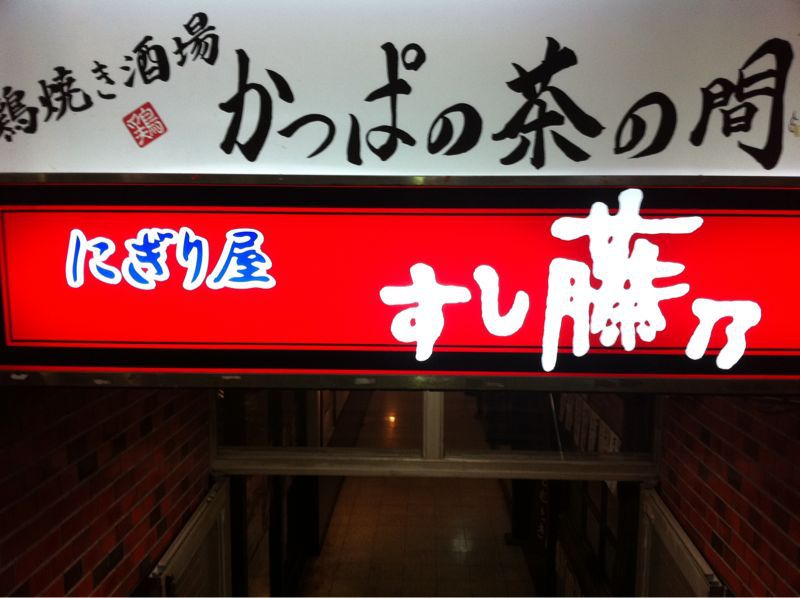 鶏焼き酒場 かっぱの茶の間
鶏
にぎり屋 すし藤乃